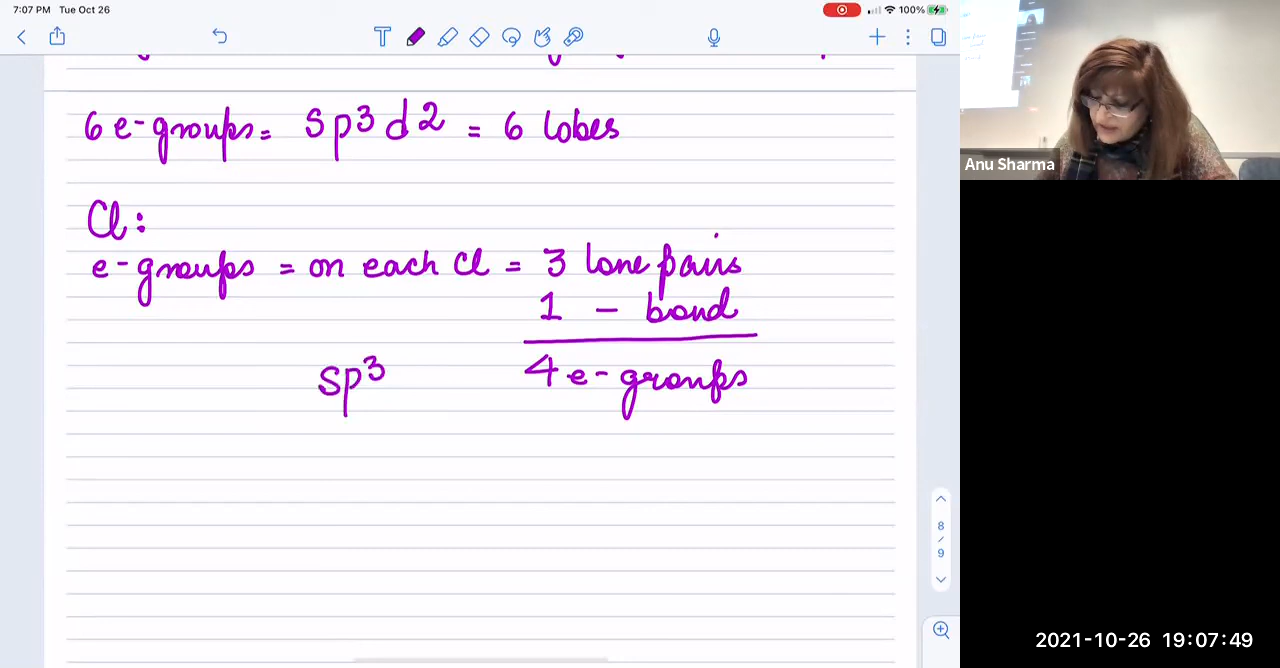 7:07 PM Tue Oct 26
100%
6 e-groups = sp³d² = 6 lobes
Cl:
e-groups = on each Cl = 3 lone pairs
1 – bond
sp³ 4 e-groups
8
/
9
Anu Sharma
2021-10-26 19:07:49